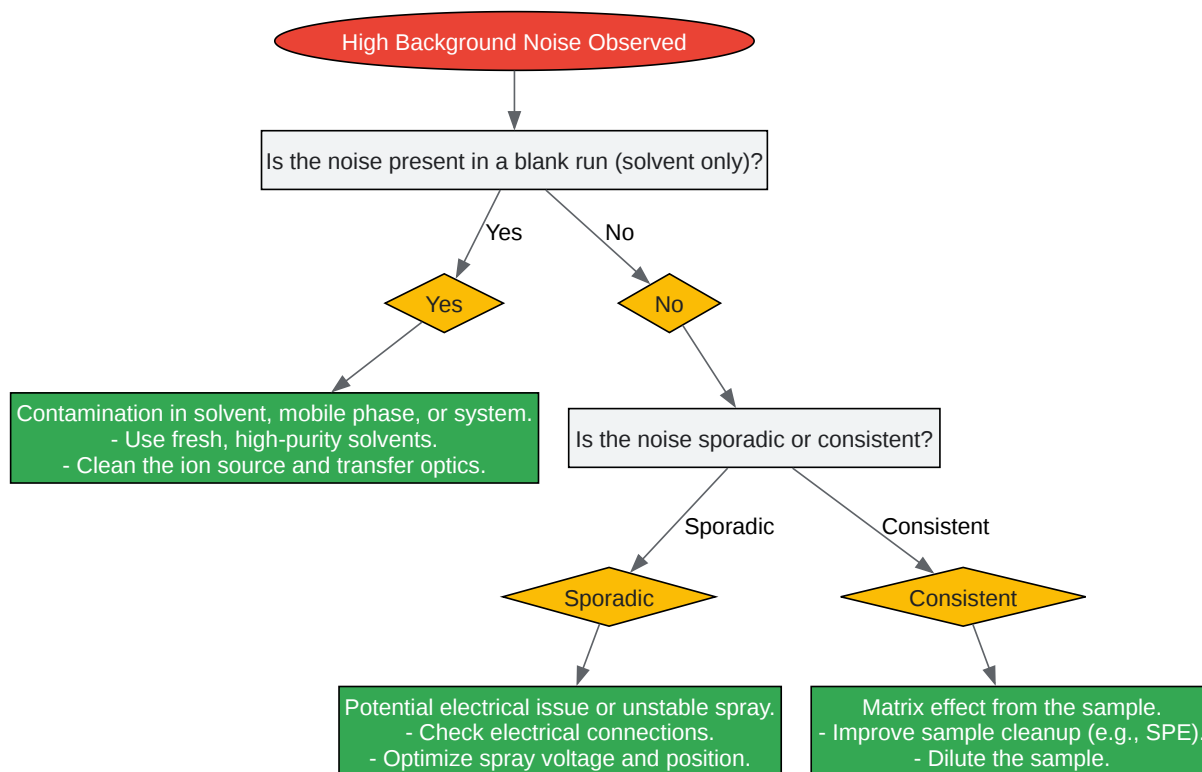 High Background Noise Observed
Is the noise present in a blank run (solvent only)?
Yes
No
Yes
No
Contamination in solvent, mobile phase, or system.
- Use fresh, high-purity solvents.
- Clean the ion source and transfer optics.
Is the noise sporadic or consistent?
Sporadic
Consistent
Sporadic
Consistent
Potential electrical issue or unstable spray.
- Check electrical connections.
- Optimize spray voltage and position.
Matrix effect from the sample.
- Improve sample cleanup (e.g., SPE).
- Dilute the sample.